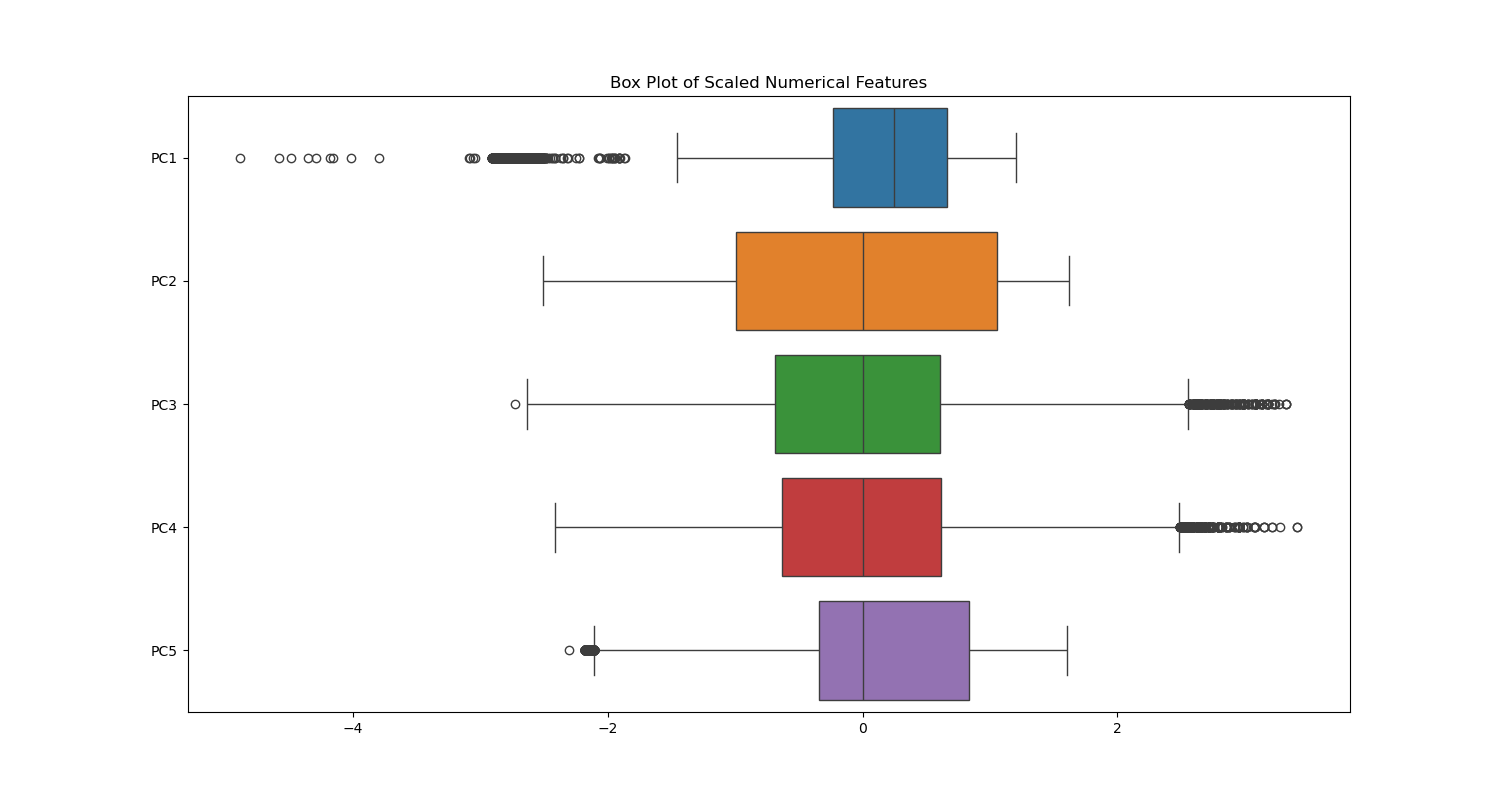 Box Plot of Scaled Numerical Features
PC1
PC2
PC3
PC4
PC5
−4 −2 0 2